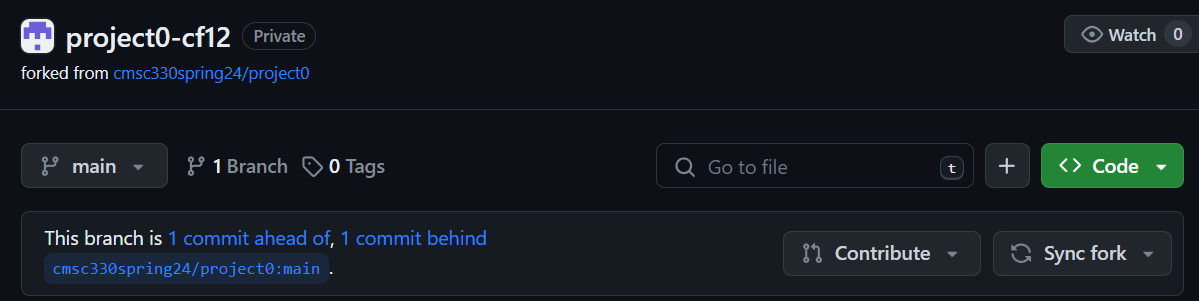 project0-cf12 Private Watch 0
forked from cmsc330spring24/project0
main 1 Branch 0 Tags Go to file t + <> Code
This branch is 1 commit ahead of, 1 commit behind
cmsc330spring24/project0:main .
Contribute Sync fork